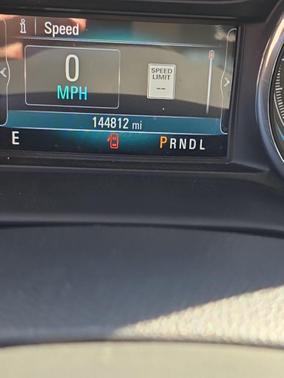 i Speed
0
MPH
SPEED
LIMIT
--
144812 mi
E PRNDL